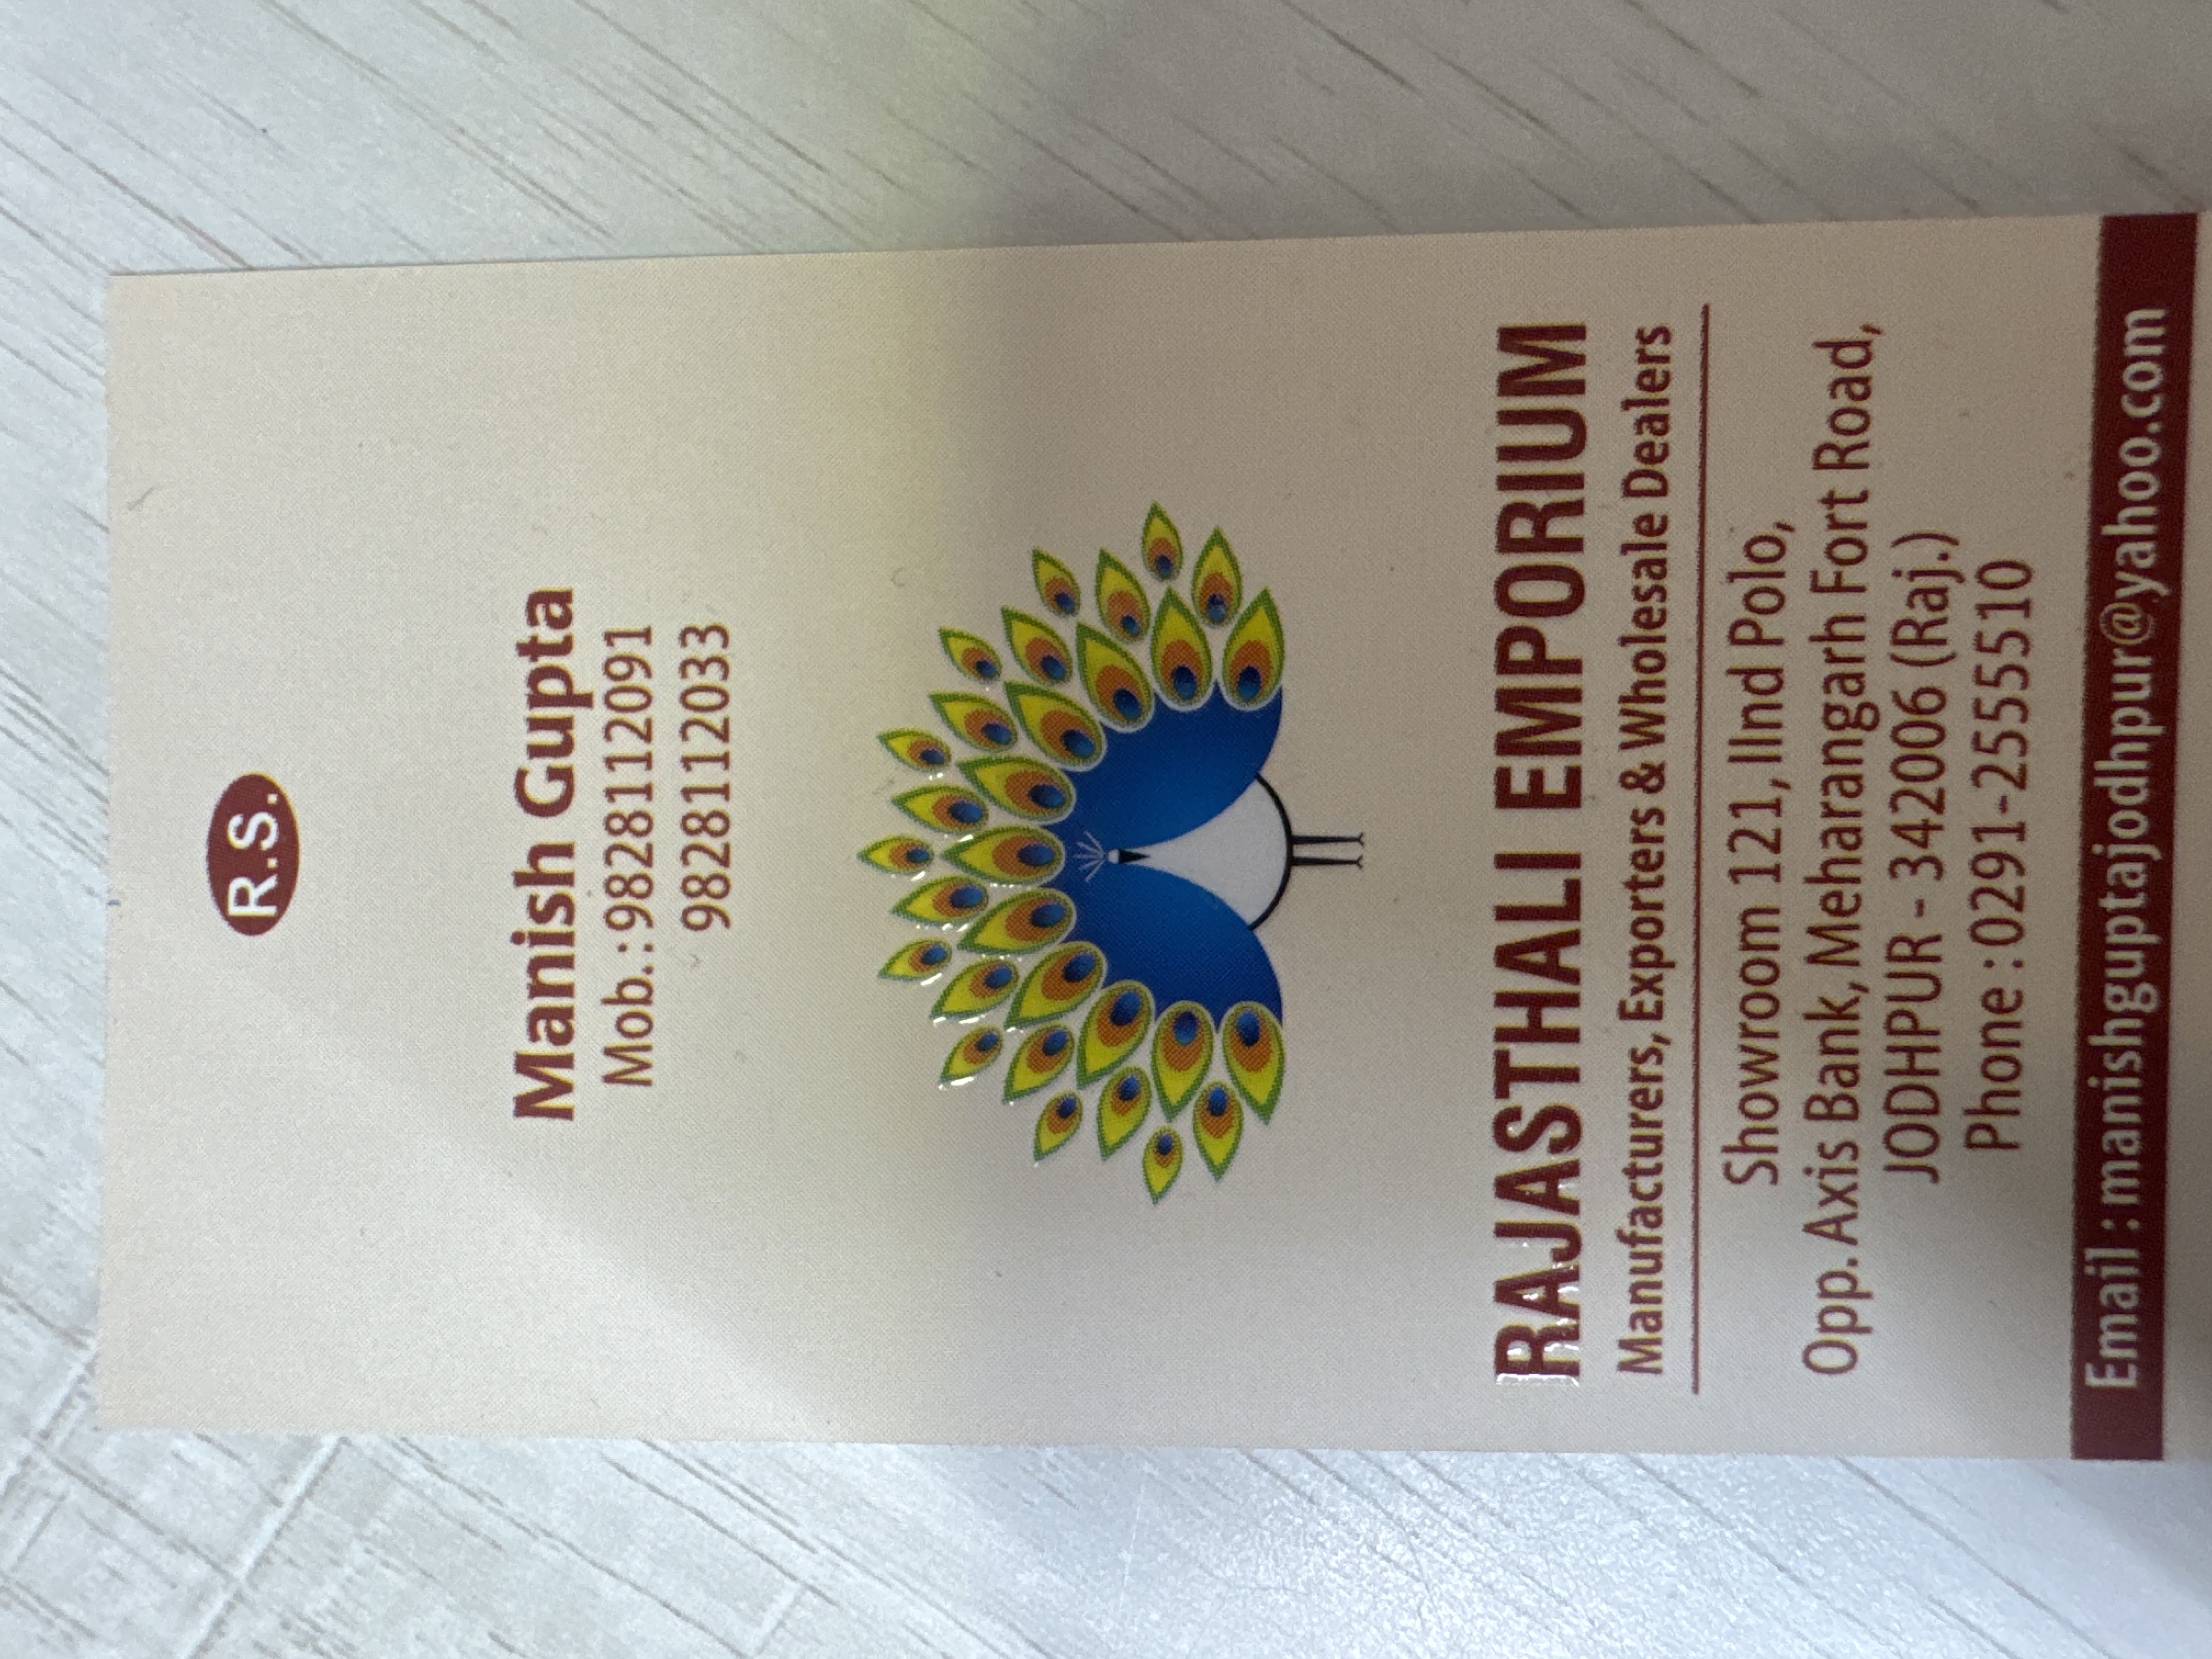 R.S.
Manish Gupta
Mob.: 9828112091
9828112033
RAJASTHALI EMPORIUM
Manufacturers, Exporters & Wholesale Dealers
Showroom 121, IInd Polo,
Opp. Axis Bank, Meharangarh Fort Road,
JODHPUR - 342006 (Raj.)
Phone : 0291-2555510
Email : manishguptajodhpur@yahoo.com